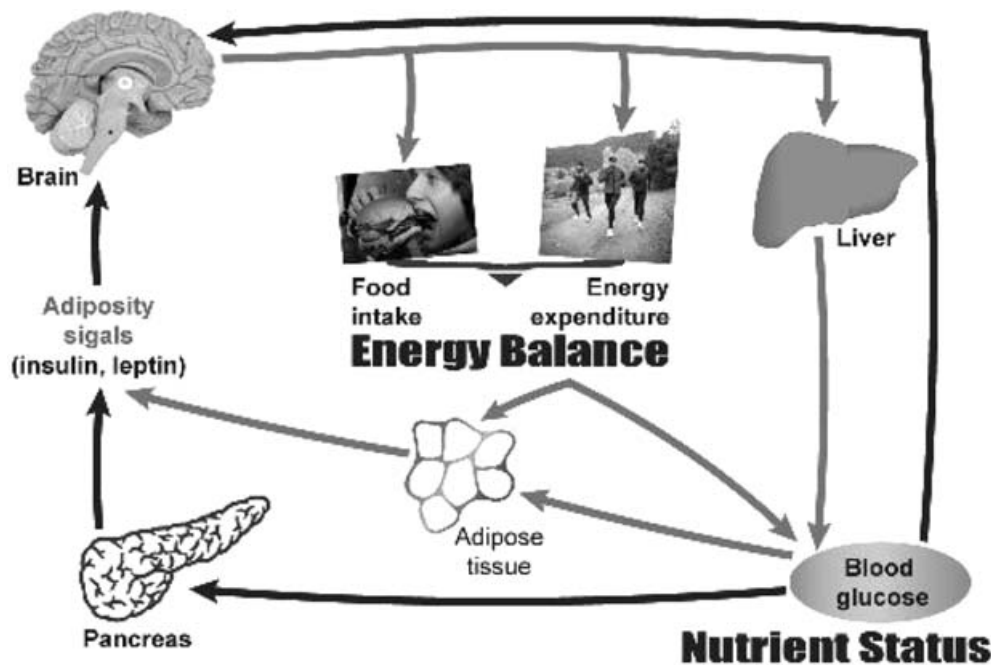 Brain
Liver
Food
intake
Energy
expenditure
Energy Balance
Adiposity
sigals
(insulin, leptin)
Adipose
tissue
Pancreas
Blood
glucose
Nutrient Status